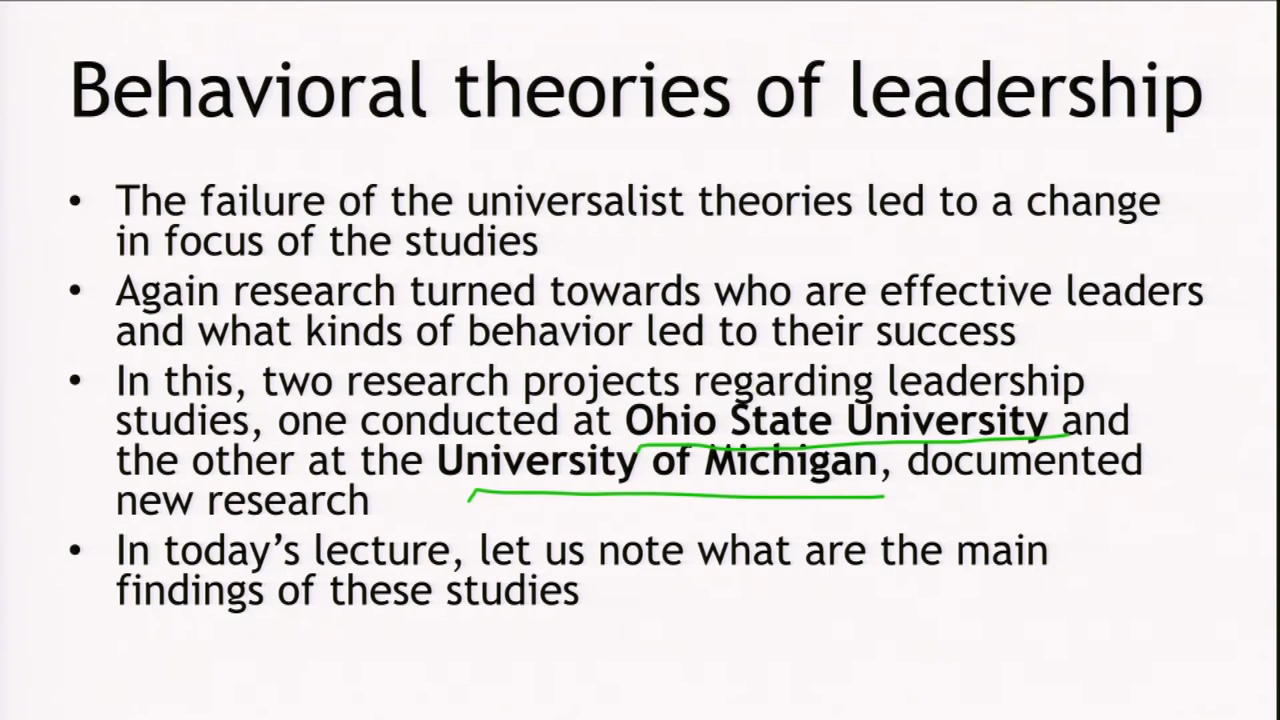 Behavioral theories of leadership
• The failure of the universalist theories led to a change
in focus of the studies
• Again research turned towards who are effective leaders
and what kinds of behavior led to their success
• In this, two research projects regarding leadership
studies, one conducted at Ohio State University and
the other at the University of Michigan, documented
new research
• In today’s lecture, let us note what are the main
findings of these studies